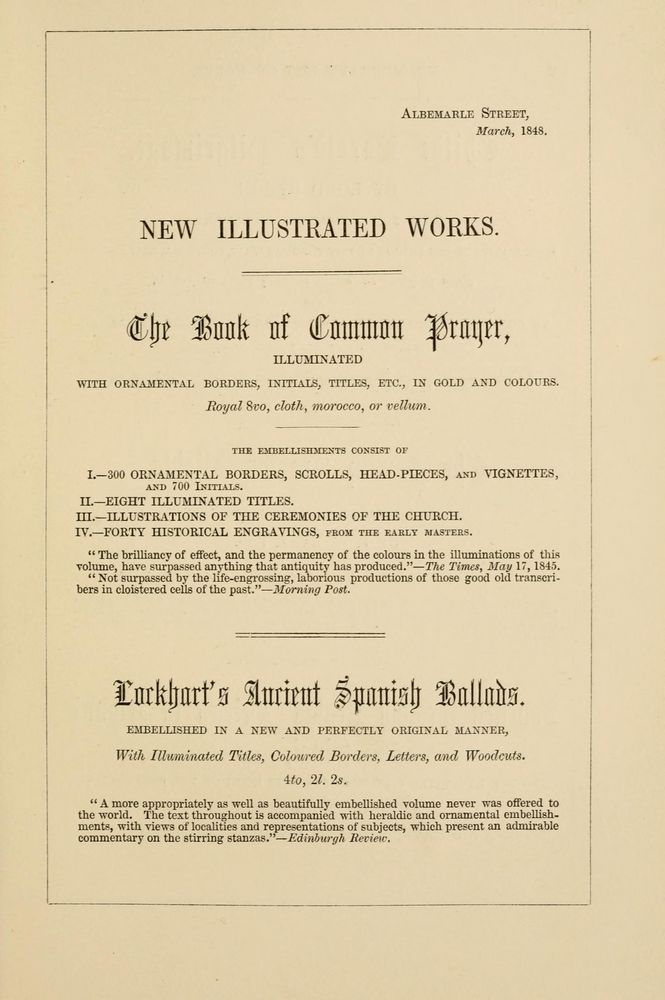 Albemarle Street,
March, 1848.
NEW ILLUSTRATED WORKS.
The Book of Common Prayer,
ILLUMINATED
WITH ORNAMENTAL BORDERS, INITIALS, TITLES, ETC., IN GOLD AND COLOURS.
Royal 8vo, cloth, morocco, or vellum.
THE EMBELLISHMENTS CONSIST OF
I.—300 ORNAMENTAL BORDERS, SCROLLS, HEAD-PIECES, AND VIGNETTES,
AND 700 INITIALS.
II.—EIGHT ILLUMINATED TITLES.
III.—ILLUSTRATIONS OF THE CEREMONIES OF THE CHURCH.
IV.—FORTY HISTORICAL ENGRAVINGS, FROM THE EARLY MASTERS.
"The brilliancy of effect, and the permanency of the colours in the illuminations of this
volume, have surpassed anything that antiquity has produced."—The Times, May 17, 1845.
"Not surpassed by the life-engrossing, laborious productions of those good old transcri-
bers in cloistered cells of the past."—Morning Post.
Lockhart's Ancient Spanish Ballads.
EMBELLISHED IN A NEW AND PERFECTLY ORIGINAL MANNER,
With Illuminated Titles, Coloured Borders, Letters, and Woodcuts.
4to, 2l. 2s.
"A more appropriately as well as beautifully embellished volume never was offered to
the world. The text throughout is accompanied with heraldic and ornamental embellish-
ments, with views of localities and representations of subjects, which present an admirable
commentary on the stirring stanzas."—Edinburgh Review.